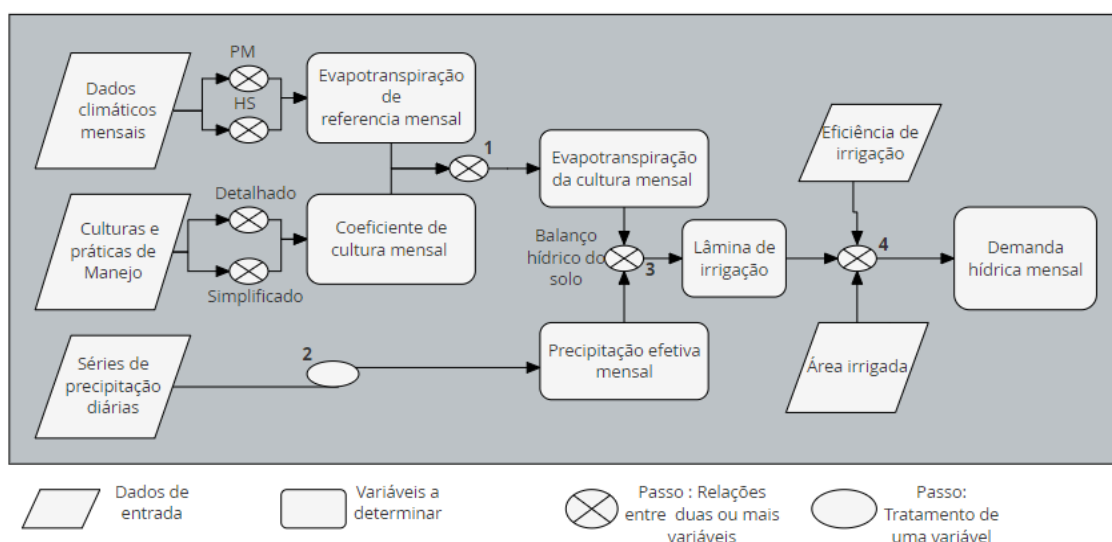 PM
Dados
climáticos
mensais
HS
Evapotranspiração
de
referencia mensal
1
Evapotranspiração
da cultura mensal
Eficiência de
irrigação
Culturas e
práticas de
Manejo
Detalhado
Simplificado
Coeficiente de
cultura mensal
Balanço
hídrico do
solo
3
Lâmina de
irrigação
4
Demanda
hídrica mensal
Séries de
precipitação
diárias
2
Precipitação efetiva
mensal
Área irrigada
Dados de
entrada
Variáveis a
determinar
Passo : Relações
entre duas ou mais
variáveis
Passo:
Tratamento de
uma variável